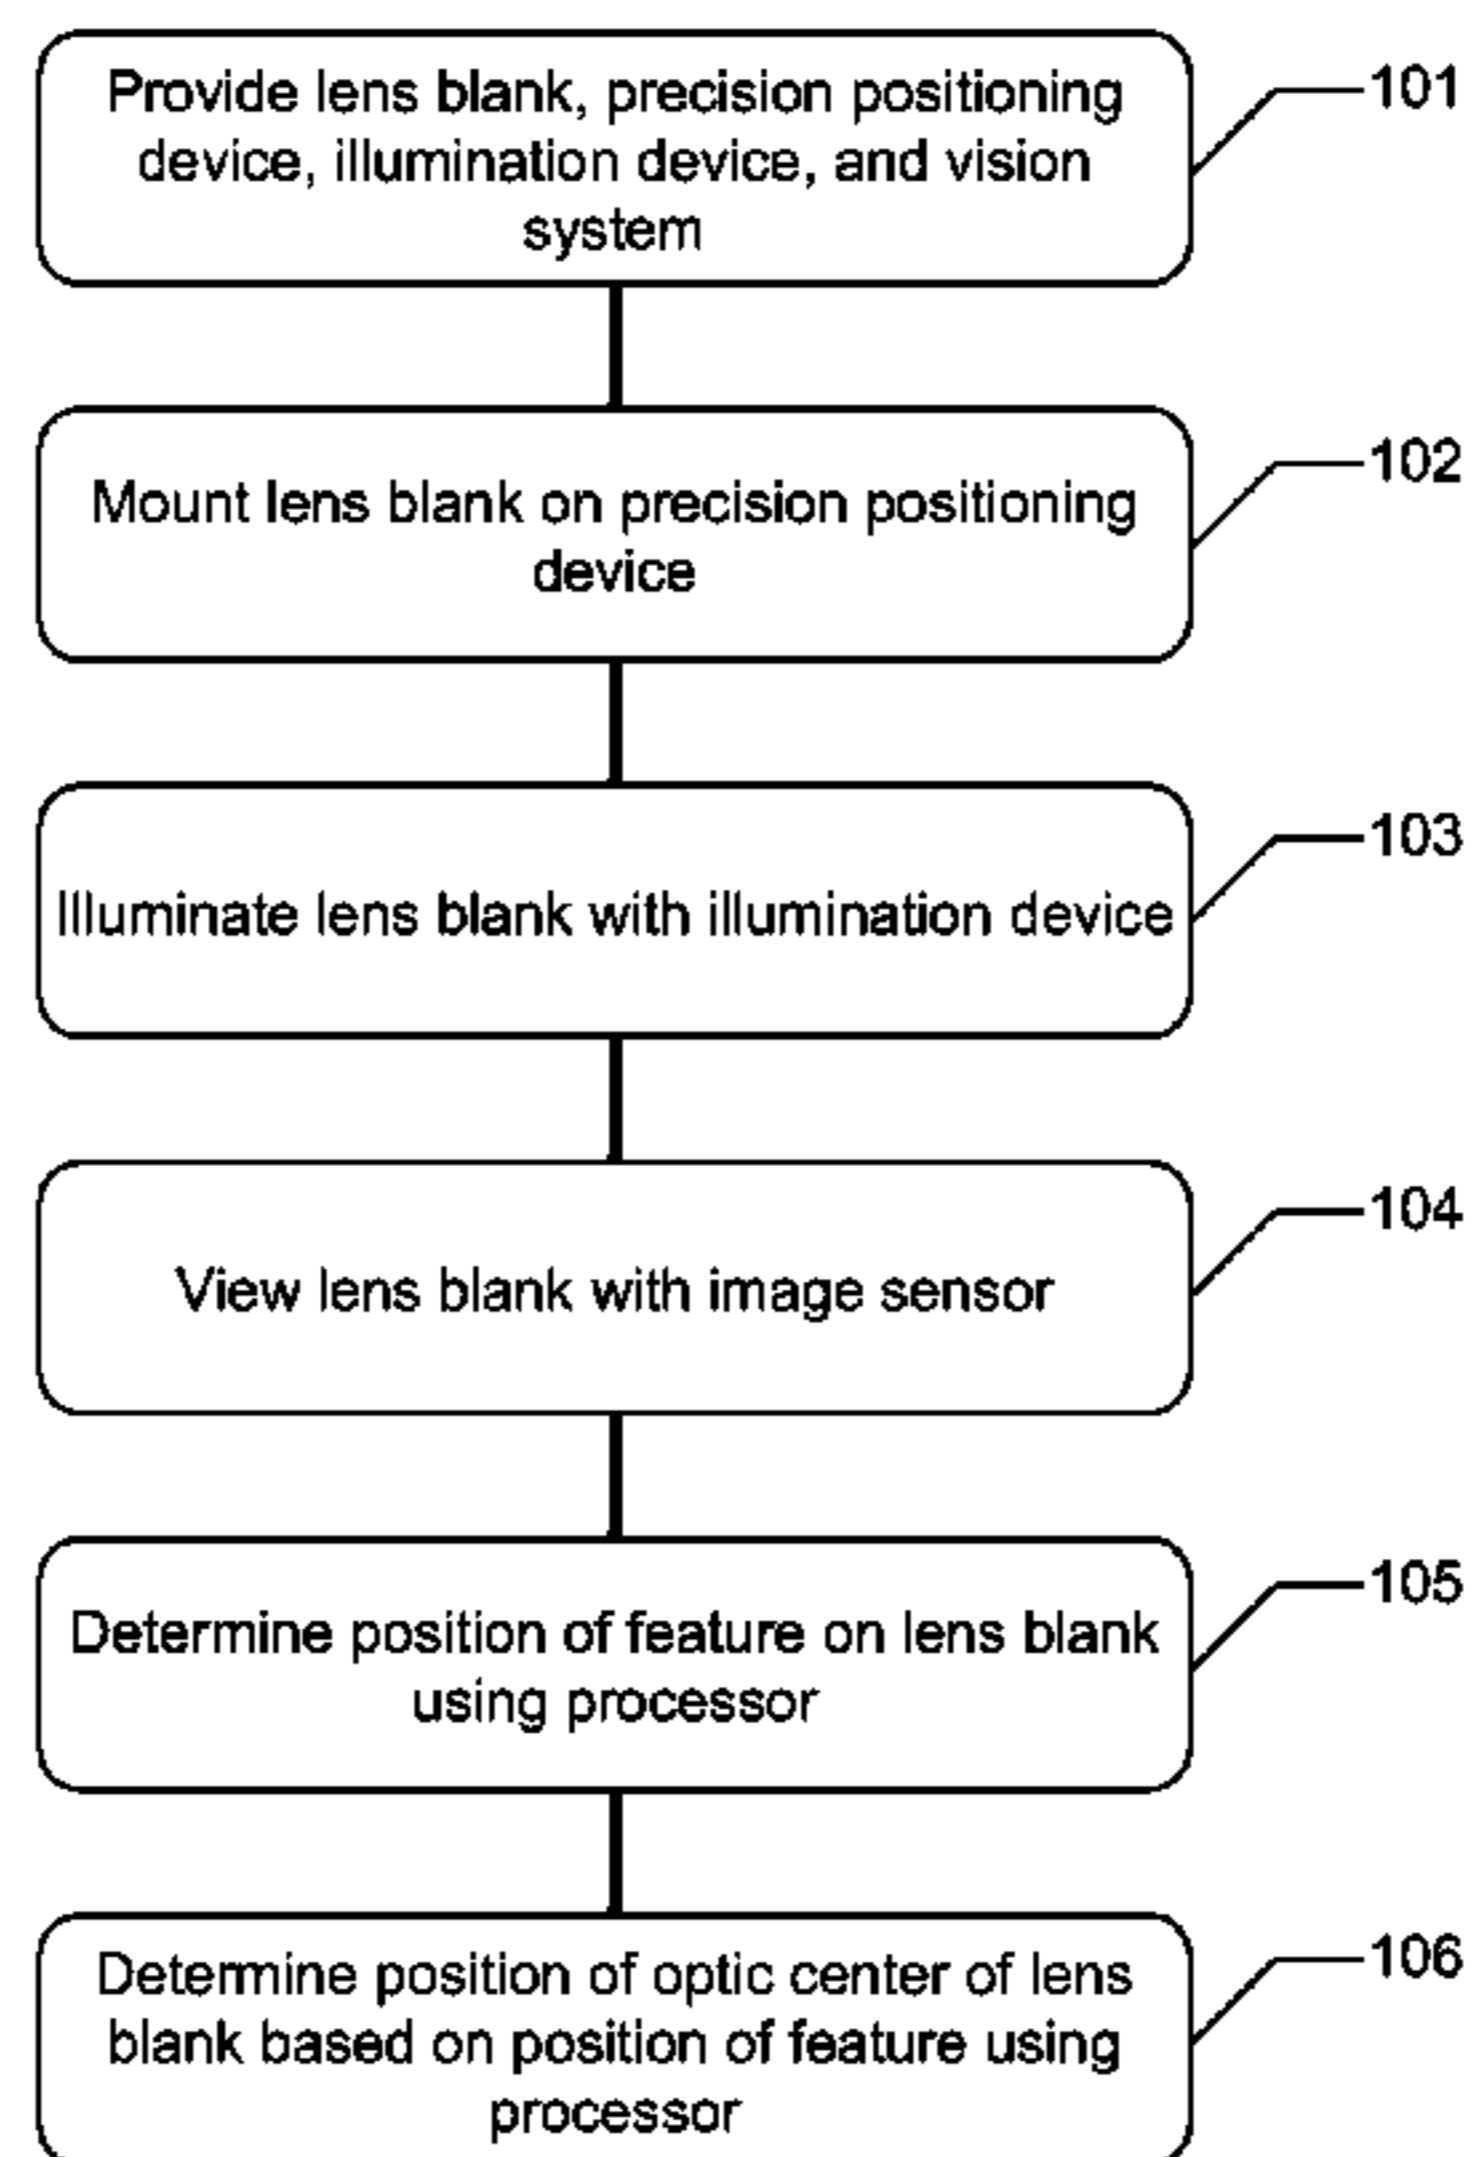 Provide lens blank, precision positioning
device, illumination device, and vision
system
101
Mount lens blank on precision positioning
device
102
Illuminate lens blank with illumination device
103
View lens blank with image sensor
104
Determine position of feature on lens blank
using processor
105
Determine position of optic center of lens
blank based on position of feature using
processor
106